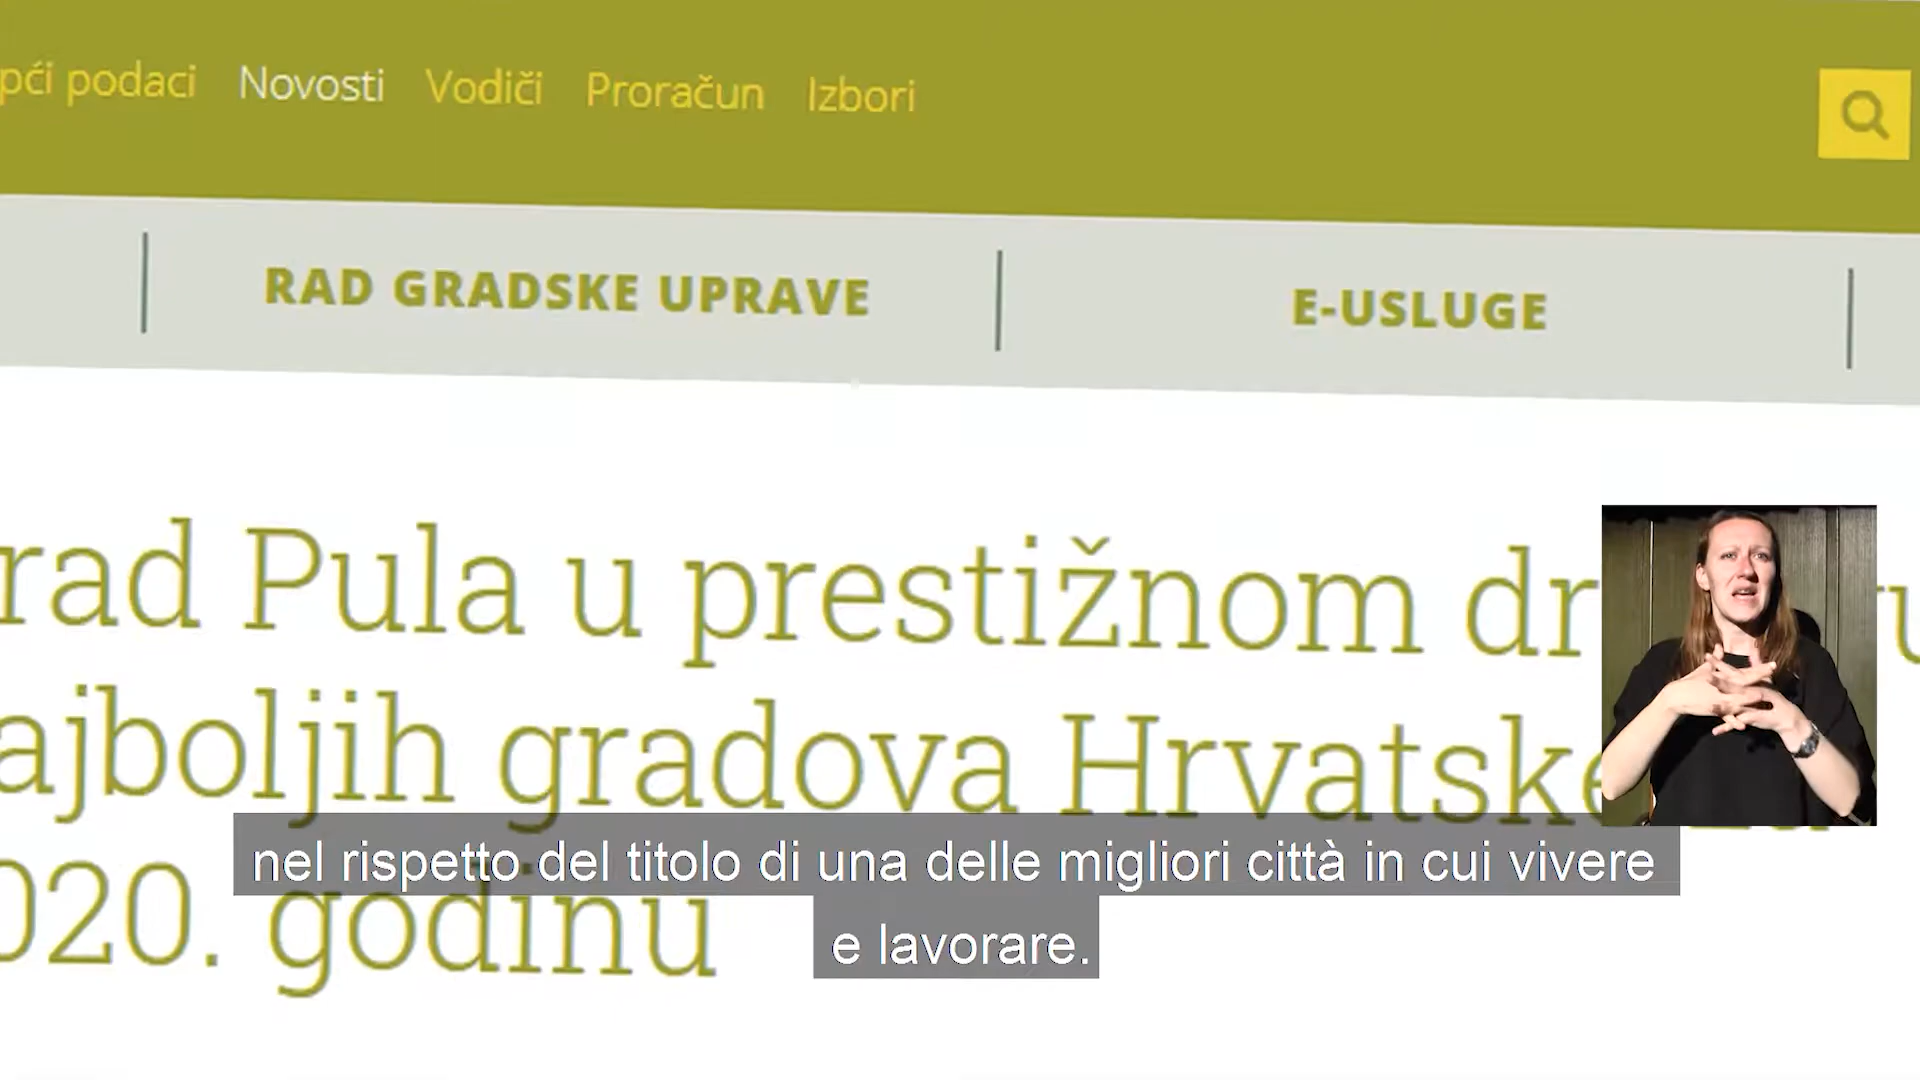 pći podaci Novosti Vodiči Proračun Izbori
RAD GRADSKE UPRAVE E-USLUGE
rad Pula u prestižnom
ajboljih gradova Hrvatske
020. godinu
nel rispetto del titolo di una delle migliori città in cui vivere
e lavorare.